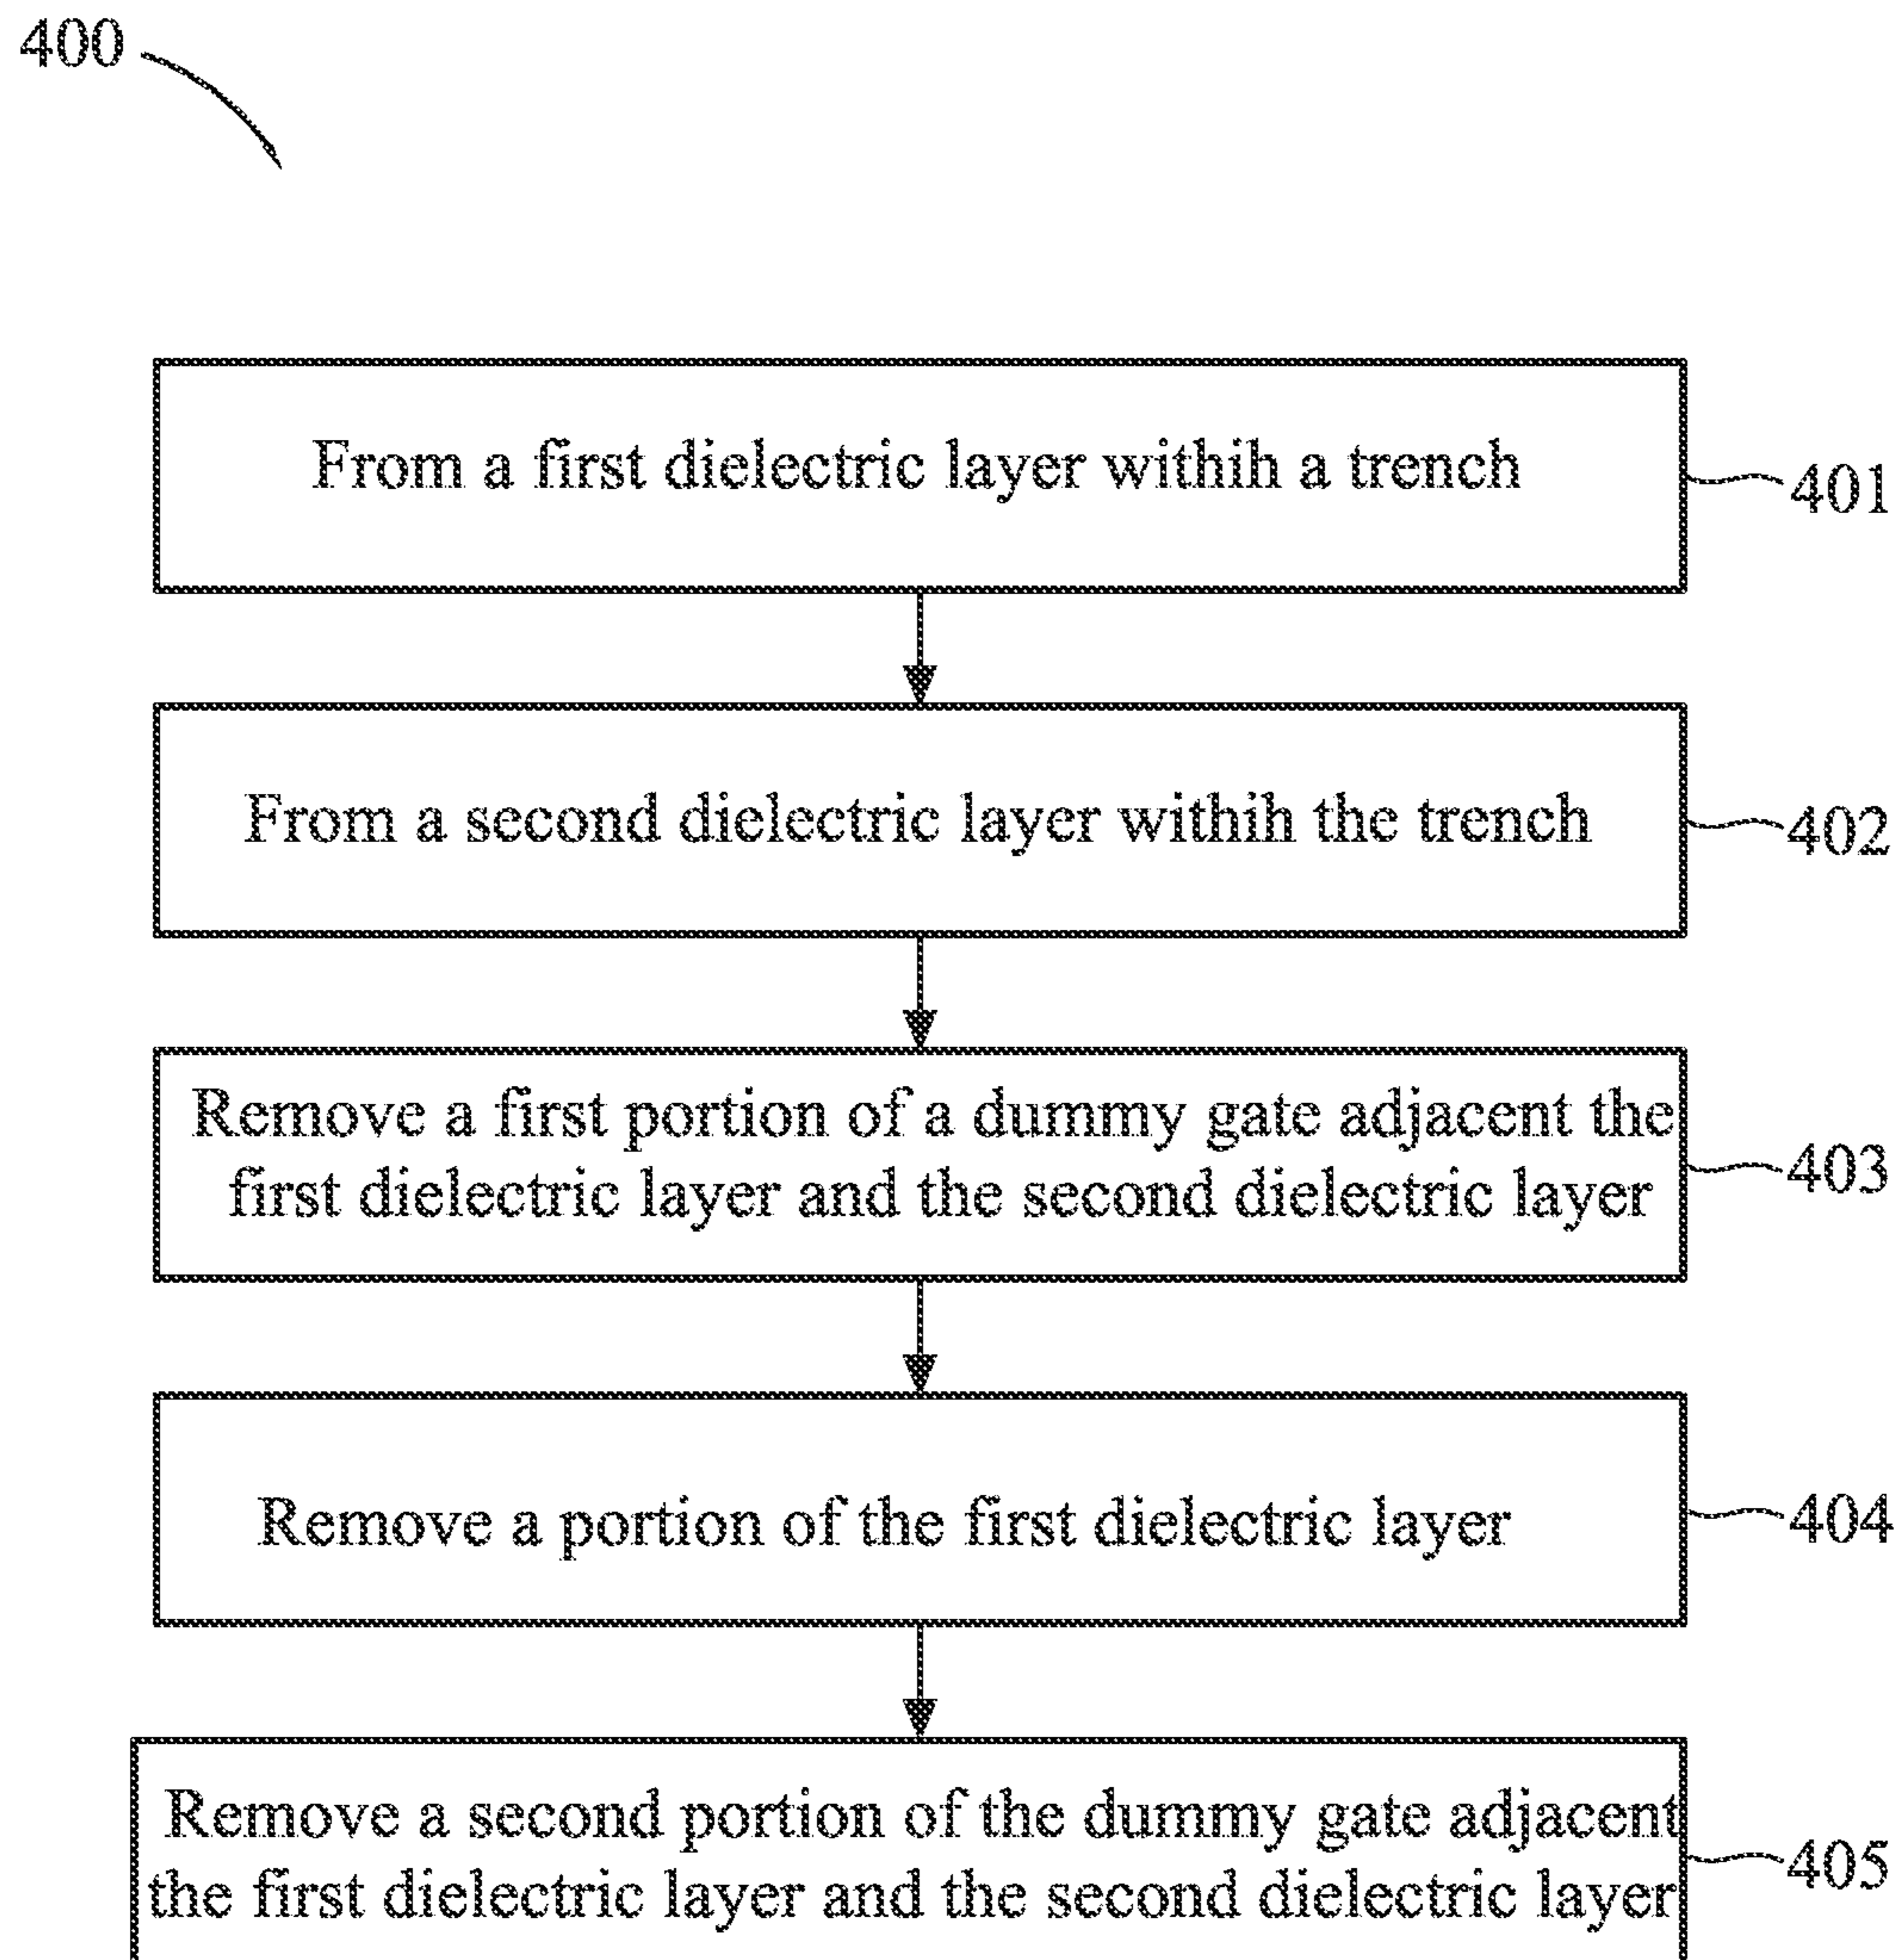 400
From a first dielectric layer withih a trench
401
From a second dielectric layer withih the trench
402
Remove a first portion of a dummy gate adjacent the
first dielectric layer and the second dielectric layer
403
Remove a portion of the first dielectric layer
404
Remove a second portion of the dummy gate adjacent
the first dielectric layer and the second dielectric layer
405